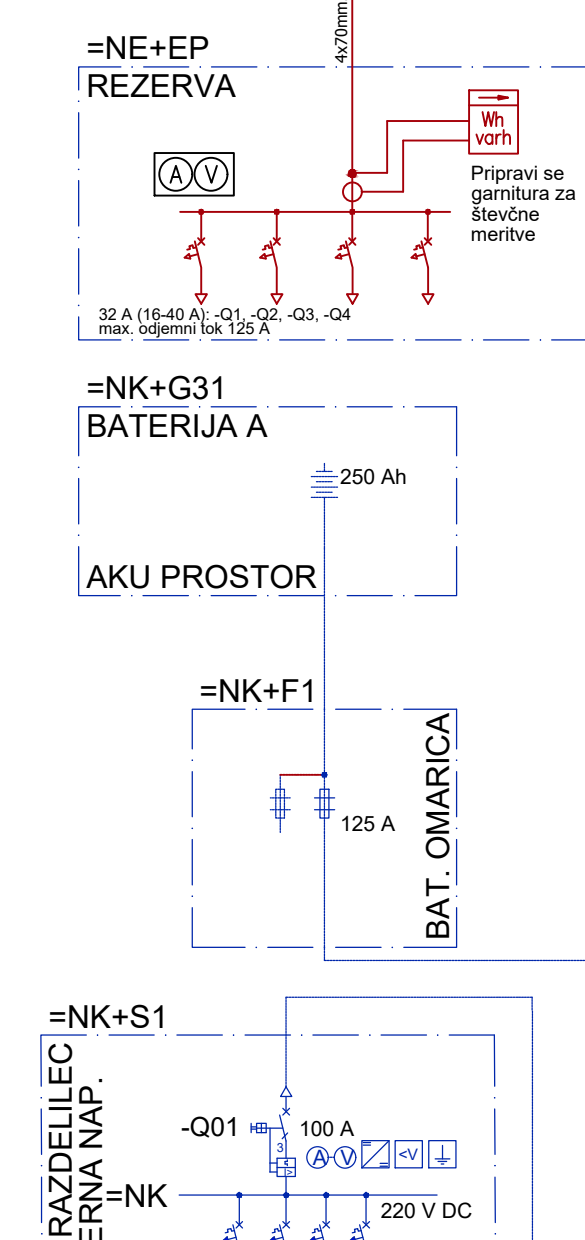 4x70mm
=NE+EP
REZERVA
Wh
varh
A V
Pripravi se
garnitura za
števčne
meritve
32 A (16-40 A): -Q1, -Q2, -Q3, -Q4
max. odjemni tok 125 A
=NK+G31
BATERIJA A
250 Ah
AKU PROSTOR
=NK+F1
125 A
BAT. OMARICA
=NK+S1
RAZDELILEC
ERNA NAP.
-Q01
100 A
3
>
A V
<V
=NK
220 V DC